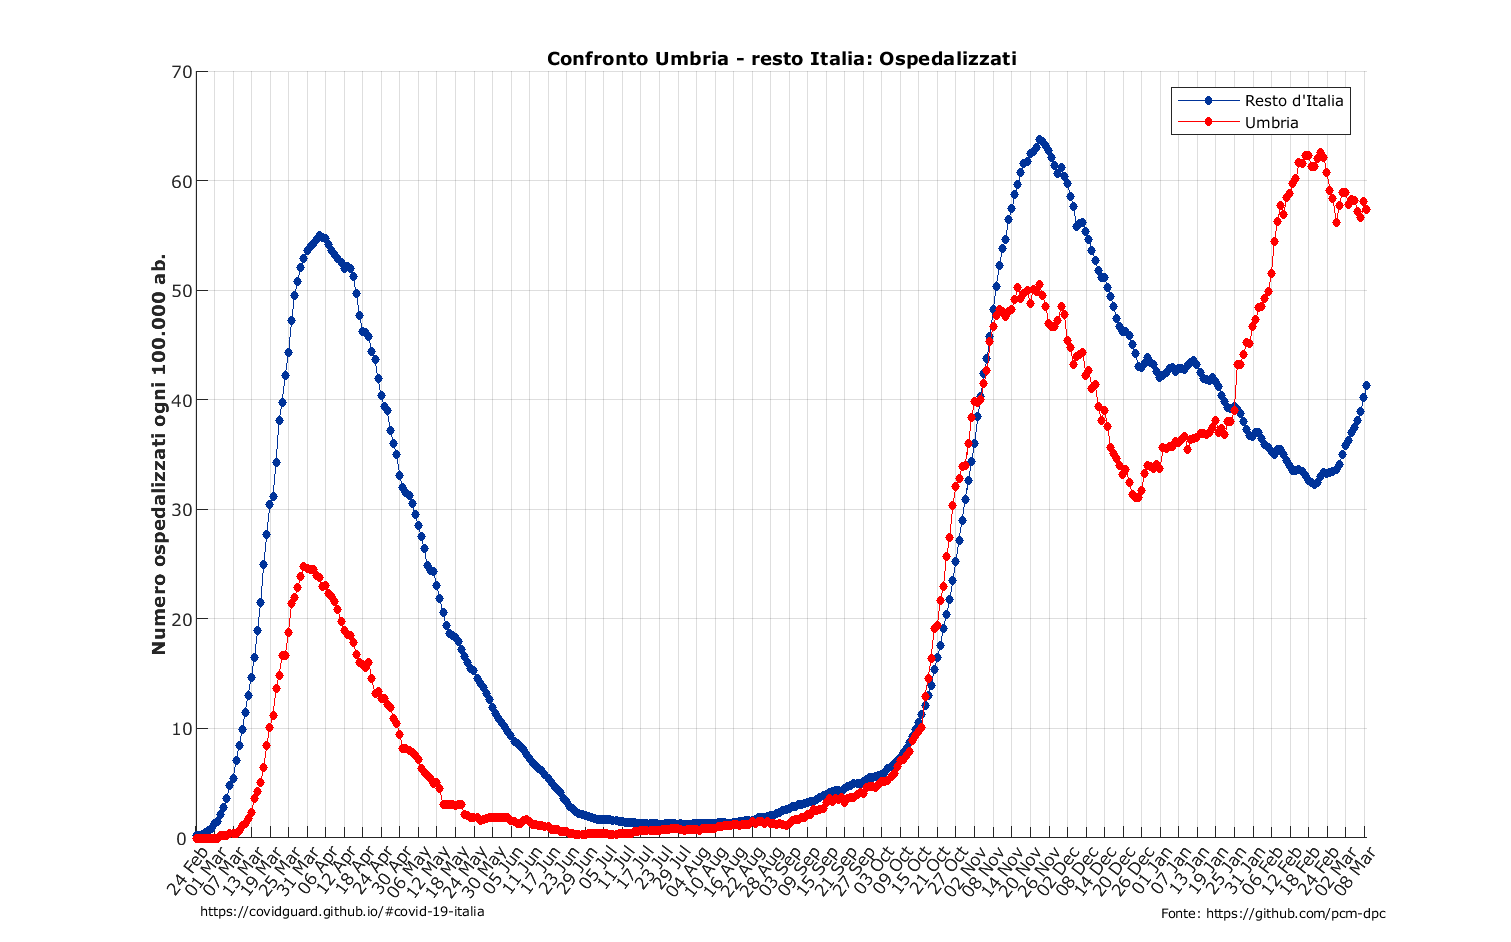 Confronto Umbria - resto Italia: Ospedalizzati
Resto d'Italia
Umbria
Numero ospedalizzati ogni 100.000 ab.
70
60
50
40
30
20
10
0
24 Feb
01 Mar
07 Mar
13 Mar
19 Mar
25 Mar
31 Mar
06 Apr
12 Apr
18 Apr
24 Apr
30 Apr
06 May
12 May
18 May
24 May
30 May
05 Jun
11 Jun
17 Jun
23 Jun
29 Jun
05 Jul
11 Jul
17 Jul
23 Jul
29 Jul
04 Aug
10 Aug
16 Aug
22 Aug
28 Aug
03 Sep
09 Sep
15 Sep
21 Sep
27 Sep
03 Oct
09 Oct
15 Oct
21 Oct
27 Oct
02 Nov
08 Nov
14 Nov
20 Nov
26 Nov
02 Dec
08 Dec
14 Dec
20 Dec
26 Dec
01 Jan
07 Jan
13 Jan
19 Jan
25 Jan
31 Jan
06 Feb
12 Feb
18 Feb
24 Feb
02 Mar
08 Mar
https://covidguard.github.io/#covid-19-italia
Fonte: https://github.com/pcm-dpc